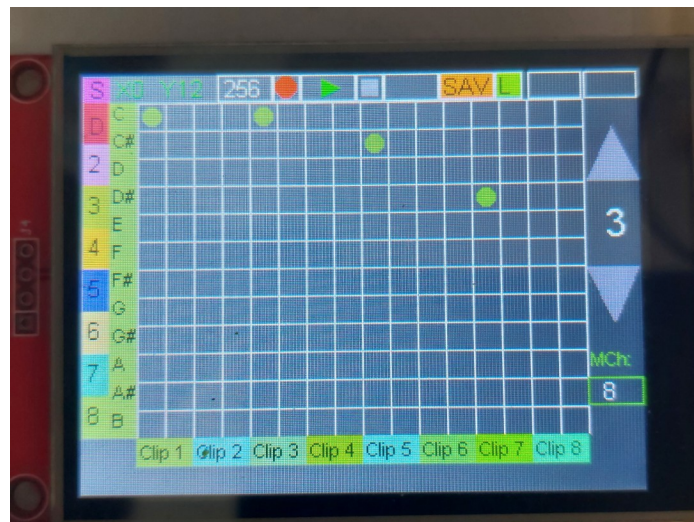 S X0 Y12 256 SAV L
D C
C#
2 D
3 D#
E
4 F
5 F#
G
6 G#
7 A
A#
8 B
3
MCh:
8
Clip 1 Clip 2 Clip 3 Clip 4 Clip 5 Clip 6 Clip 7 Clip 8
J4